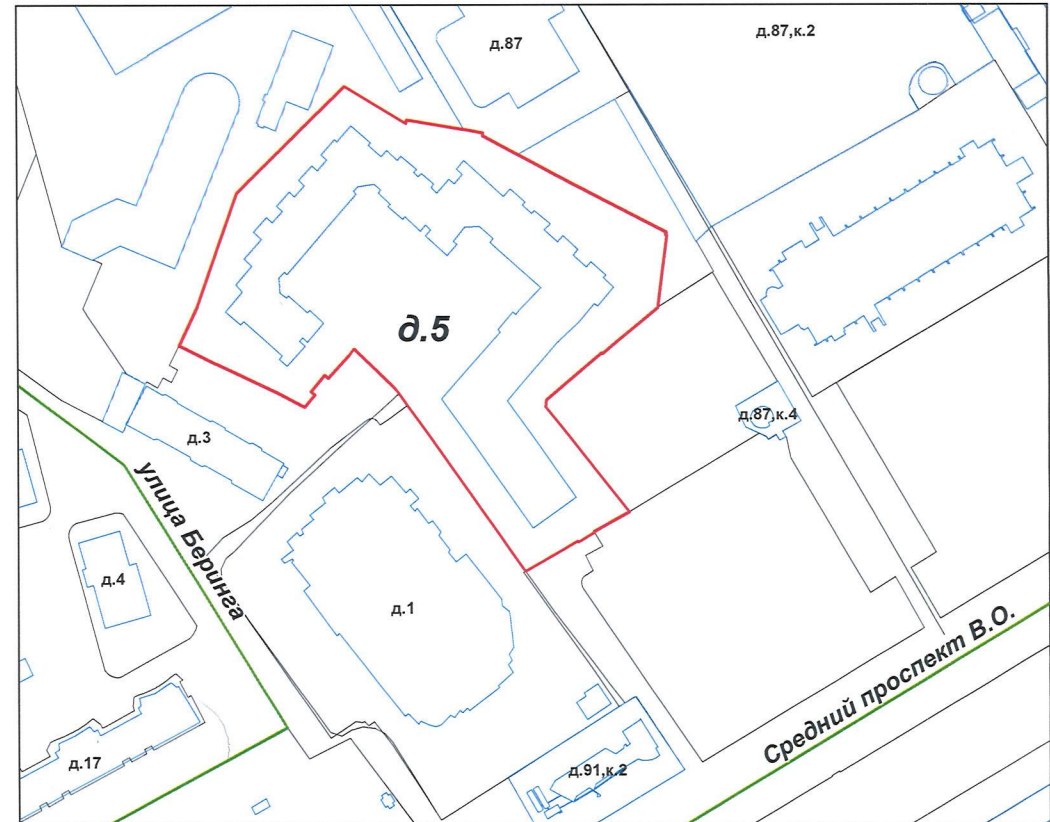 д.87
д.87,к.2
д.5
д.87,к.4
д.3
улица Беринга
д.4
д.1
Средний проспект В.О.
д.17
д.91,к.2